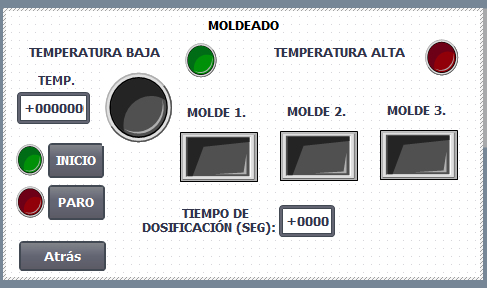 MOLDEADO
TEMPERATURA BAJA
TEMPERATURA ALTA
TEMP.
+000000
MOLDE 1.
MOLDE 2.
MOLDE 3.
INICIO
PARO
TIEMPO DE
DOSIFICACIÓN (SEG):
+0000
Atrás